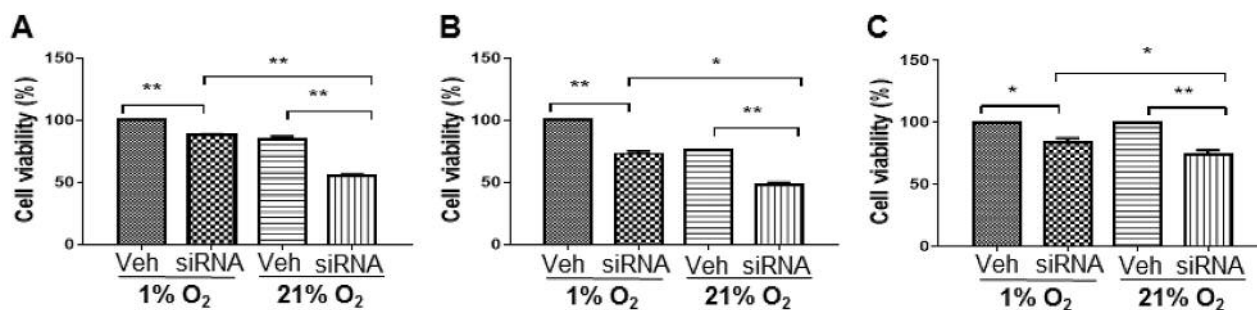 A
Cell viability (%)
150
100
50
0
**
**
**
Veh siRNA Veh siRNA
1% O₂ 21% O₂
B
Cell viability (%)
150
100
50
0
**
*
**
Veh siRNA Veh siRNA
1% O₂ 21% O₂
C
Cell viability (%)
150
100
50
0
*
*
**
Veh siRNA Veh siRNA
1% O₂ 21% O₂